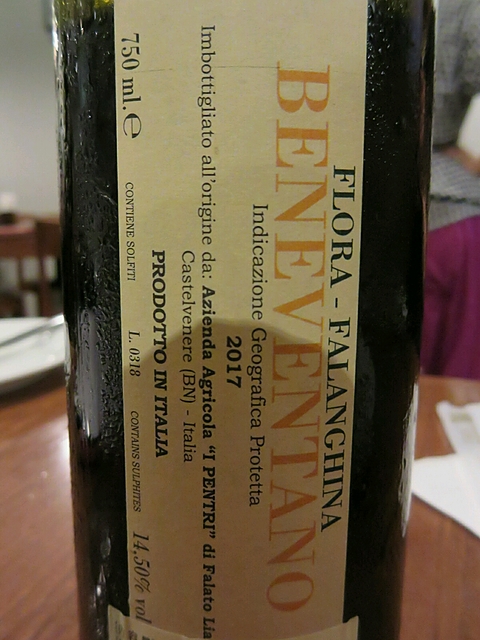 FLORA - FALANGHINA
BENEVENTANO
Indicazione Geografica Protetta
2017
Imbottigliato all'origine da: Azienda Agricola "I PENTRI" di Falato Lia
Castelvenere (BN) - Italia
PRODOTTO IN ITALIA
750 ml. ℮ CONTIENE SOLFITI L. 0318 CONTAINS SULPHITES 14,50% vol